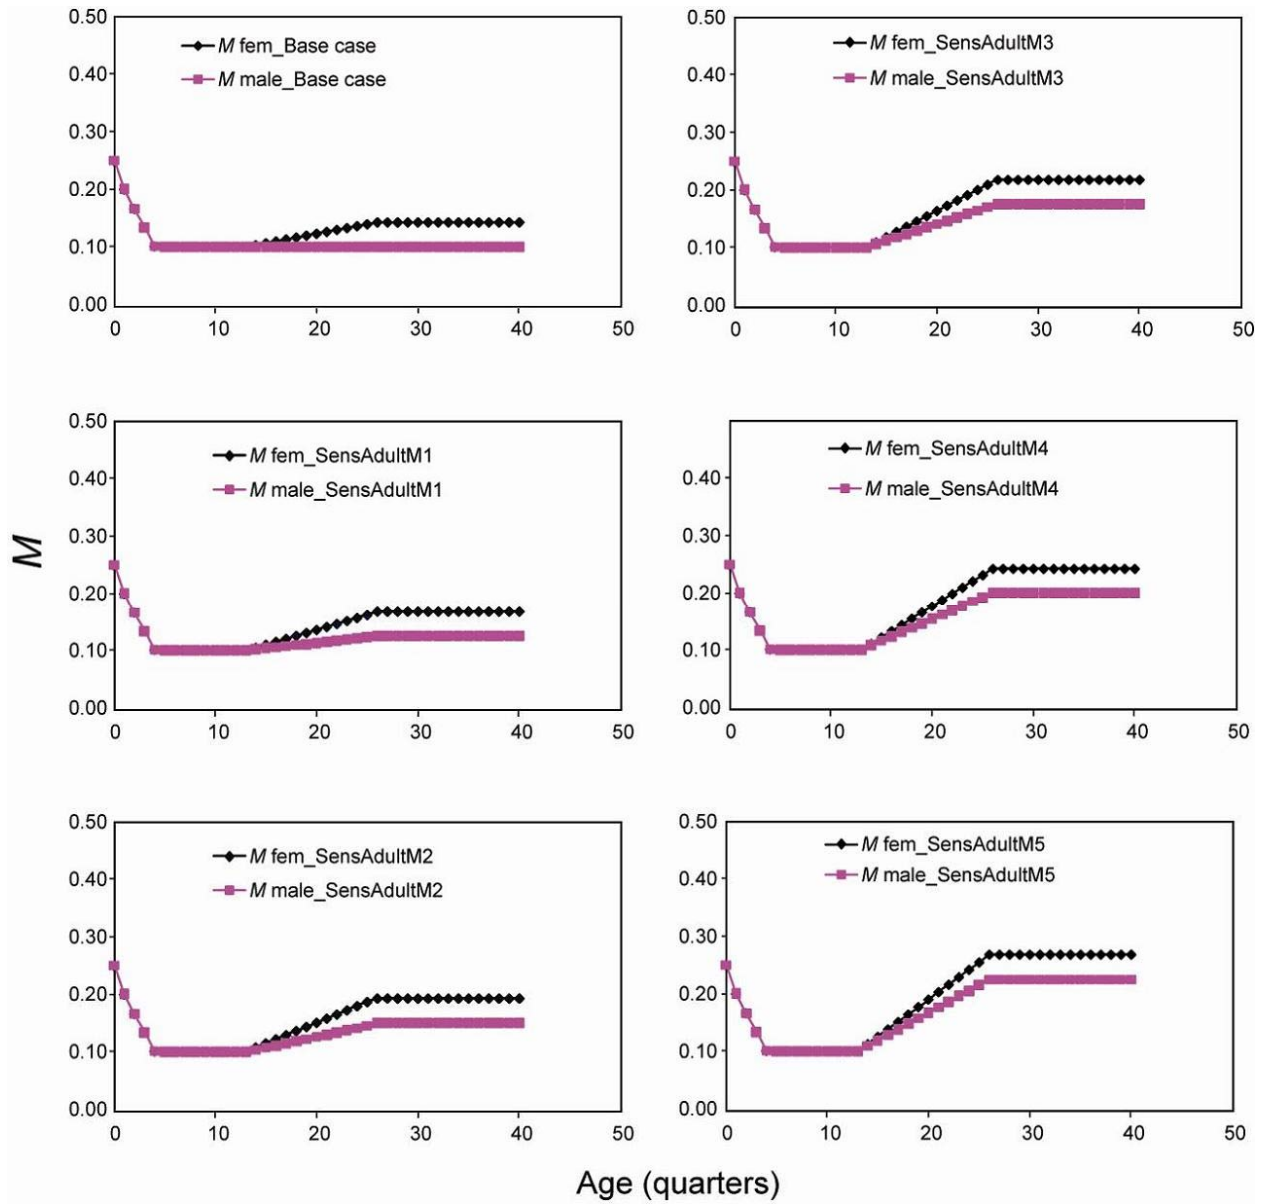 0.50
M fem_Base case
0.40
M male_Base case
0.30
0.20
0.10
0.00
0 10 20 30 40 50
0.50
M fem_SensAdultM3
0.40
M male_SensAdultM3
0.30
0.20
0.10
0.00
0 10 20 30 40 50
0.50
M fem_SensAdultM1
0.40
M male_SensAdultM1
0.30
0.20
0.10
0.00
0 10 20 30 40 50
M fem_SensAdultM4
0.40
M male_SensAdultM4
0.30
0.20
0.10
0.00
0 10 20 30 40 50
M
0.50
M fem_SensAdultM2
0.40
M male_SensAdultM2
0.30
0.20
0.10
0.00
0 10 20 30 40 50
0.50
M fem_SensAdultM5
0.40
M male_SensAdultM5
0.30
0.20
0.10
0.00
0 10 20 30 40 50
Age (quarters)